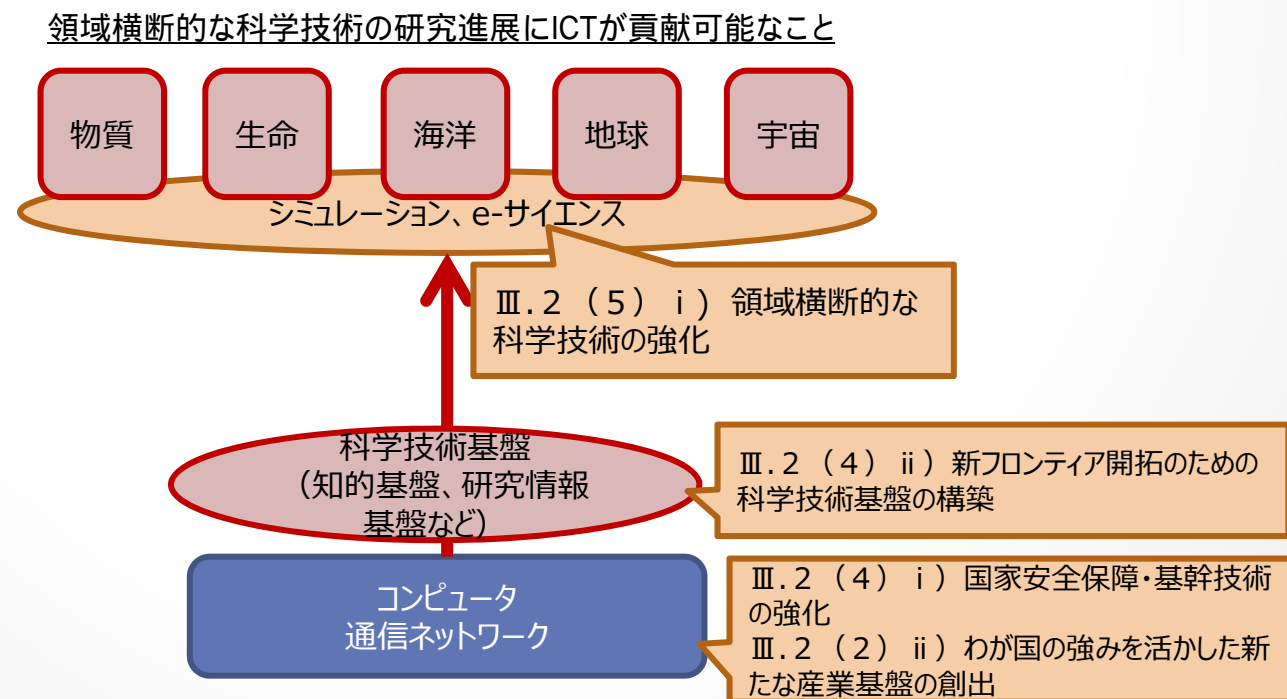 領域横断的な科学技術の研究進展にICTが貢献可能なこと
物質
生命
海洋
地球
宇宙
シミュレーション、e-サイエンス
Ⅲ.２（５）ｉ) 領域横断的な
科学技術の強化
科学技術基盤
（知的基盤、研究情報
基盤など）
Ⅲ.２（４）ⅱ）新フロンティア開拓のための
科学技術基盤の構築
コンピュータ
通信ネットワーク
Ⅲ.２（４）ⅰ）国家安全保障・基幹技術
の強化
Ⅲ.２（２）ⅱ）わが国の強みを活かした新
たな産業基盤の創出